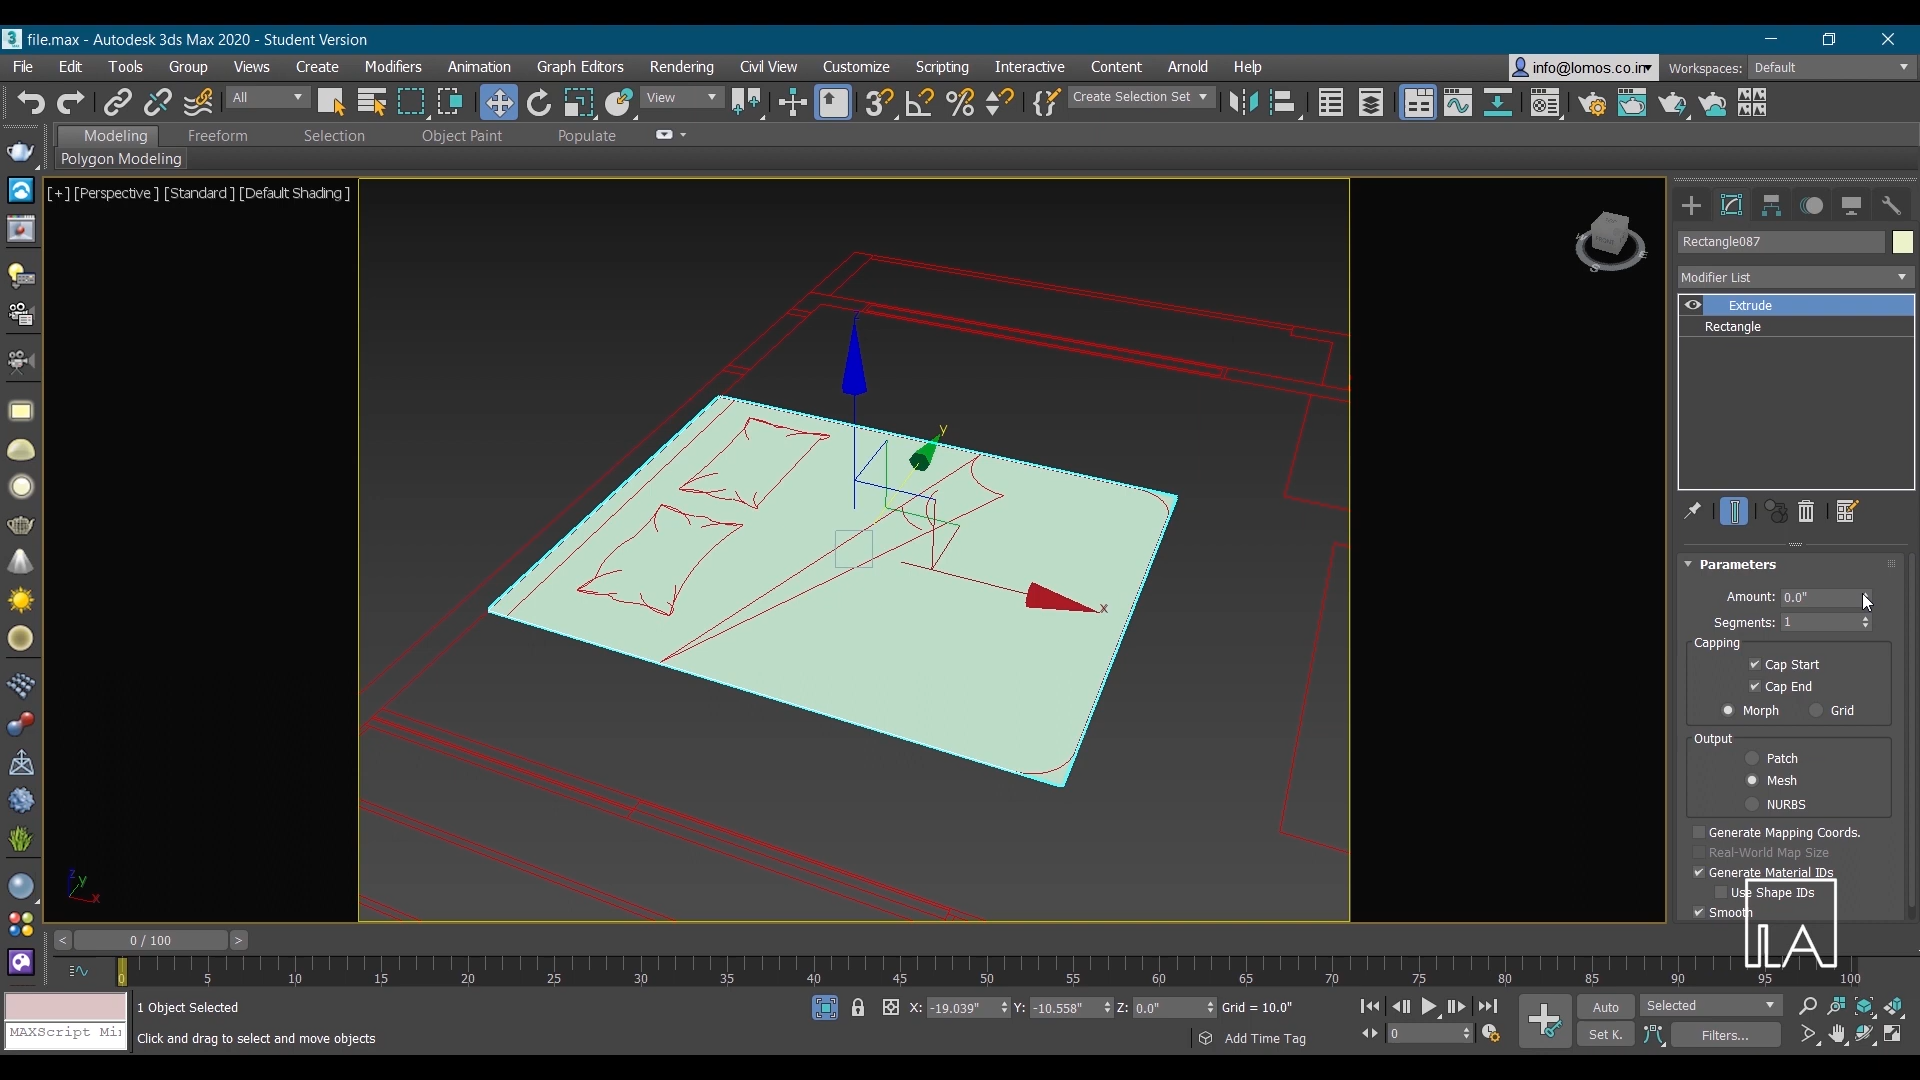 file.max - Autodesk 3ds Max 2020 - Student Version
File Edit Tools Group Views Create Modifiers Animation Graph Editors Rendering Civil View Customize Scripting Interactive Content Arnold Help
info@lomos.co.in Workspaces: Default
All View Create Selection Set
Modeling Freeform Selection Object Paint Populate
Polygon Modeling
[+] [Perspective ] [Standard ] [Default Shading ]
Rectangle087
Modifier List
Extrude
Rectangle
y
x
Parameters
Amount: 0.0"
Segments: 1
Capping
Cap Start
Cap End
Morph Grid
Output
Patch
Mesh
NURBS
Generate Mapping Coords.
Real-World Map Size
Generate Material IDs
Use Shape IDs
Smooth
z
y
x
< 0 / 100 >
0 5 10 15 20 25 30 35 40 45 50 55 60 65 70 75 80 85 90 95 100
1 Object Selected
X: -19.039" Y: -10.558" Z: 0.0" Grid = 10.0"
Auto Selected
MAXScript Mi
Click and drag to select and move objects
Add Time Tag
0
Set K. Filters...